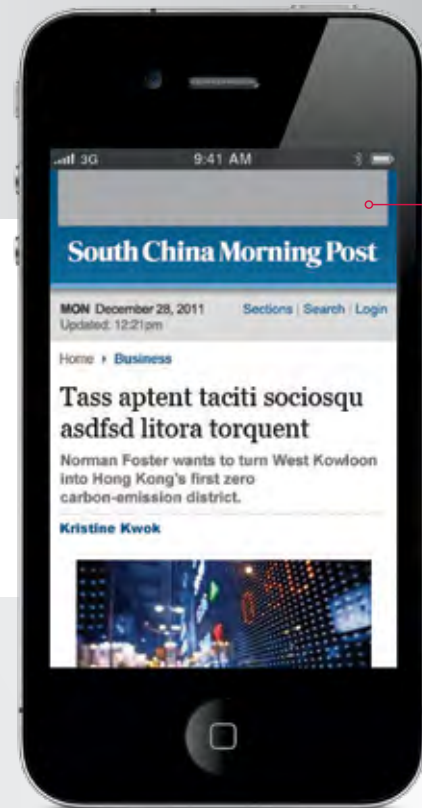 3G 9:41 AM
South China Morning Post
MON December 28, 2011 Sections | Search | Login
Updated: 12:21pm
Home › Business
Tass aptent taciti sociosqu
asdfsd litora torquent
Norman Foster wants to turn West Kowloon
into Hong Kong's first zero
carbon-emission district.
Kristine Kwok